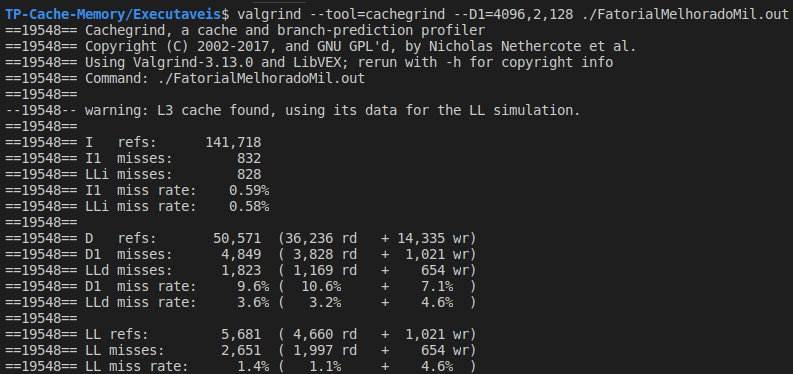 TP-Cache-Memory/Executaveis$ valgrind --tool=cachegrind --D1=4096,2,128 ./FatorialMelhoradoMil.out
==19548== Cachegrind, a cache and branch-prediction profiler
==19548== Copyright (C) 2002-2017, and GNU GPL'd, by Nicholas Nethercote et al.
==19548== Using Valgrind-3.13.0 and LibVEX; rerun with -h for copyright info
==19548== Command: ./FatorialMelhoradoMil.out
==19548==
--19548-- warning: L3 cache found, using its data for the LL simulation.
==19548==
==19548== I   refs:      141,718
==19548== I1  misses:        832
==19548== LLi misses:        828
==19548== I1  miss rate:    0.59%
==19548== LLi miss rate:    0.58%
==19548==
==19548== D   refs:       50,571  (36,236 rd   + 14,335 wr)
==19548== D1  misses:      4,849  ( 3,828 rd   +  1,021 wr)
==19548== LLd misses:      1,823  ( 1,169 rd   +    654 wr)
==19548== D1  miss rate:     9.6% (  10.6%     +    7.1%  )
==19548== LLd miss rate:     3.6% (   3.2%     +    4.6%  )
==19548==
==19548== LL refs:         5,681  ( 4,660 rd   +  1,021 wr)
==19548== LL misses:       2,651  ( 1,997 rd   +    654 wr)
==19548== LL miss rate:      1.4% (   1.1%     +    4.6%  )